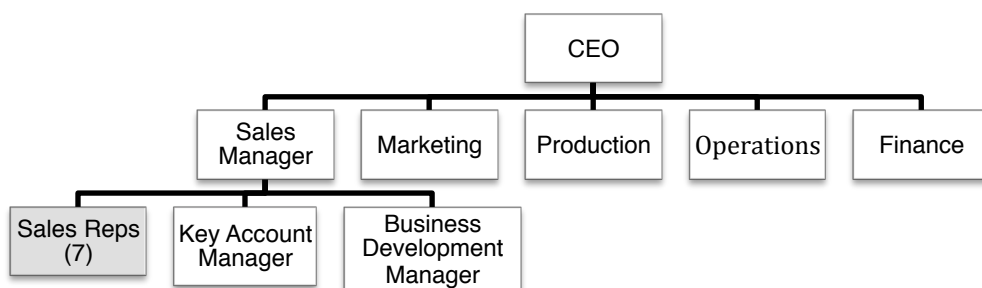 CEO
Sales
Manager
Marketing
Production
Operations
Finance
Sales Reps
(7)
Key Account
Manager
Business
Development
Manager